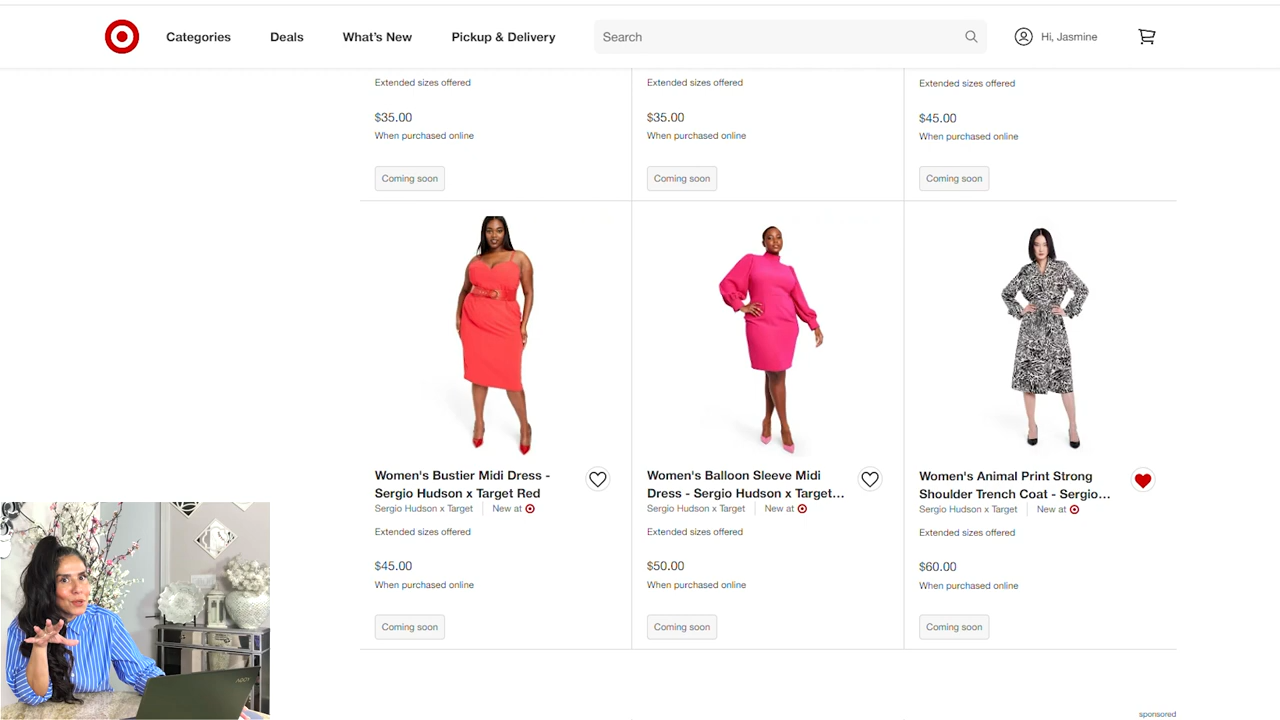 Categories
Deals
What's New
Pickup & Delivery
Search
Hi, Jasmine
Extended sizes offered
$35.00
When purchased online
Coming soon
Extended sizes offered
$35.00
When purchased online
Coming soon
Extended sizes offered
$45.00
When purchased online
Coming soon
Women's Bustier Midi Dress -
Sergio Hudson x Target Red
Sergio Hudson x Target New at
Extended sizes offered
$45.00
When purchased online
Coming soon
Women's Balloon Sleeve Midi
Dress - Sergio Hudson x Target...
Sergio Hudson x Target New at
Extended sizes offered
$50.00
When purchased online
Coming soon
Women's Animal Print Strong
Shoulder Trench Coat - Sergio...
Sergio Hudson x Target New at
Extended sizes offered
$60.00
When purchased online
Coming soon
sponsored